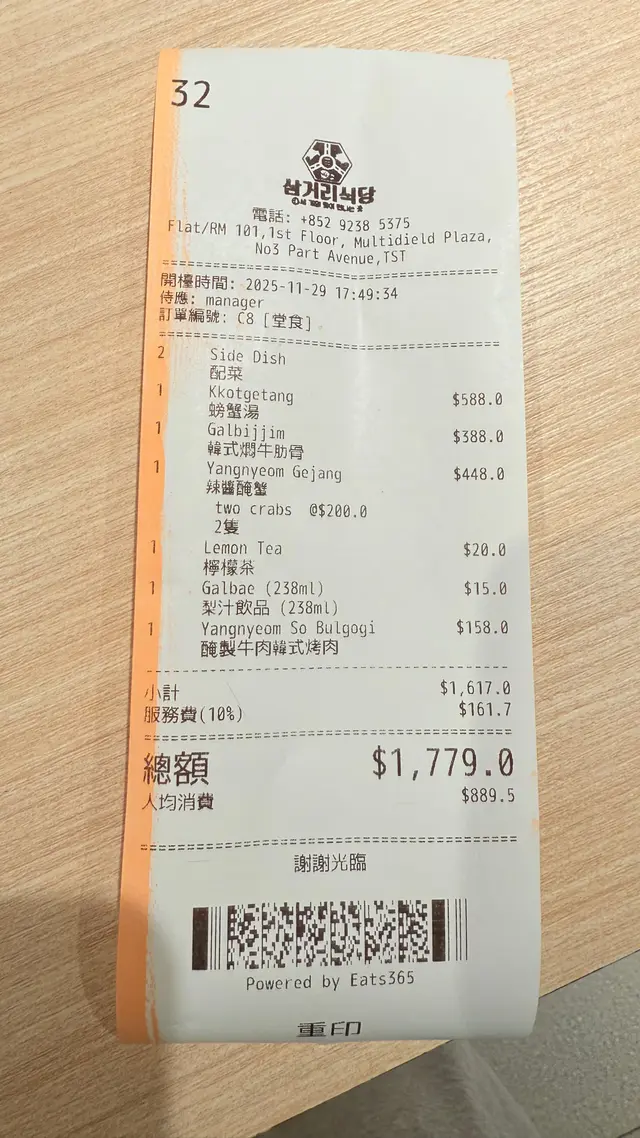 32
삼거리식당
電話: +852 9238 5375
Flat/RM 101,1st Floor, Multidield Plaza,
No3 Part Avenue,TST
開檯時間: 2025-11-29 17:49:34
侍應: manager
訂單編號: C8 [堂食]
2 Side Dish
配菜
1 Kkotgetang $588.0
螃蟹湯
1 Galbijjim $388.0
韓式燜牛肋骨
1 Yangnyeom Gejang $448.0
辣醬醃蟹
two crabs @$200.0
2隻
1 Lemon Tea $20.0
檸檬茶
1 Galbae (238ml) $15.0
梨汁飲品 (238ml)
1 Yangnyeom So Bulgogi $158.0
醃製牛肉韓式烤肉
小計 $1,617.0
服務費(10%) $161.7
總額 $1,779.0
人均消費 $889.5
謝謝光臨
Powered by Eats365
重印